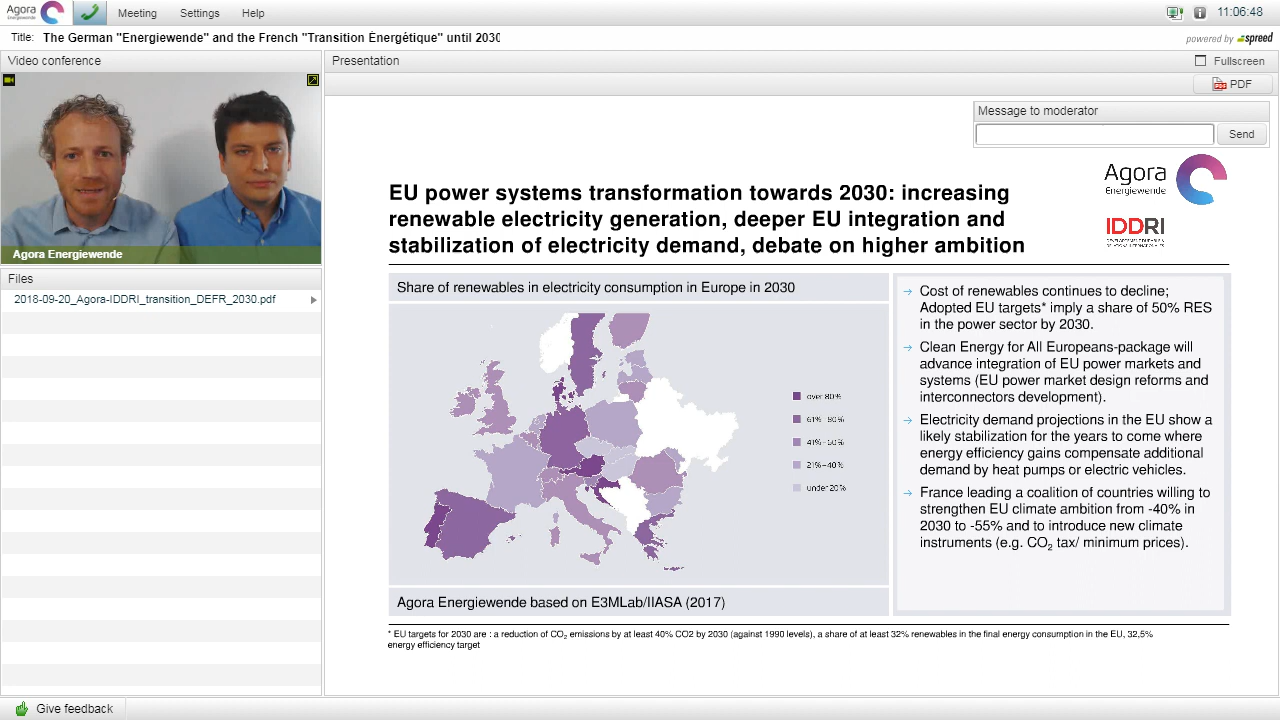 Agora
Energiewende
Meeting
Settings
Help
11:06:48
Title: The German "Energiewende" and the French "Transition Énergétique" until 2030
powered by spreed
Video conference
Agora Energiewende
Files
2018-09-20_Agora-IDDRI_transition_DEFR_2030.pdf
Presentation
Fullscreen
PDF
Message to moderator
Send
Agora
Energiewende
IDDRI
EU power systems transformation towards 2030: increasing
renewable electricity generation, deeper EU integration and
stabilization of electricity demand, debate on higher ambition
Share of renewables in electricity consumption in Europe in 2030
over 80%
61%-80%
41%-60%
21%-40%
under 20%
Agora Energiewende based on E3MLab/IIASA (2017)
→ Cost of renewables continues to decline;
Adopted EU targets* imply a share of 50% RES
in the power sector by 2030.
→ Clean Energy for All Europeans-package will
advance integration of EU power markets and
systems (EU power market design reforms and
interconnectors development).
→ Electricity demand projections in the EU show a
likely stabilization for the years to come where
energy efficiency gains compensate additional
demand by heat pumps or electric vehicles.
→ France leading a coalition of countries willing to
strengthen EU climate ambition from -40% in
2030 to -55% and to introduce new climate
instruments (e.g. CO₂ tax/ minimum prices).
* EU targets for 2030 are : a reduction of CO₂ emissions by at least 40% CO2 by 2030 (against 1990 levels), a share of at least 32% renewables in the final energy consumption in the EU, 32,5%
energy efficiency target
Give feedback